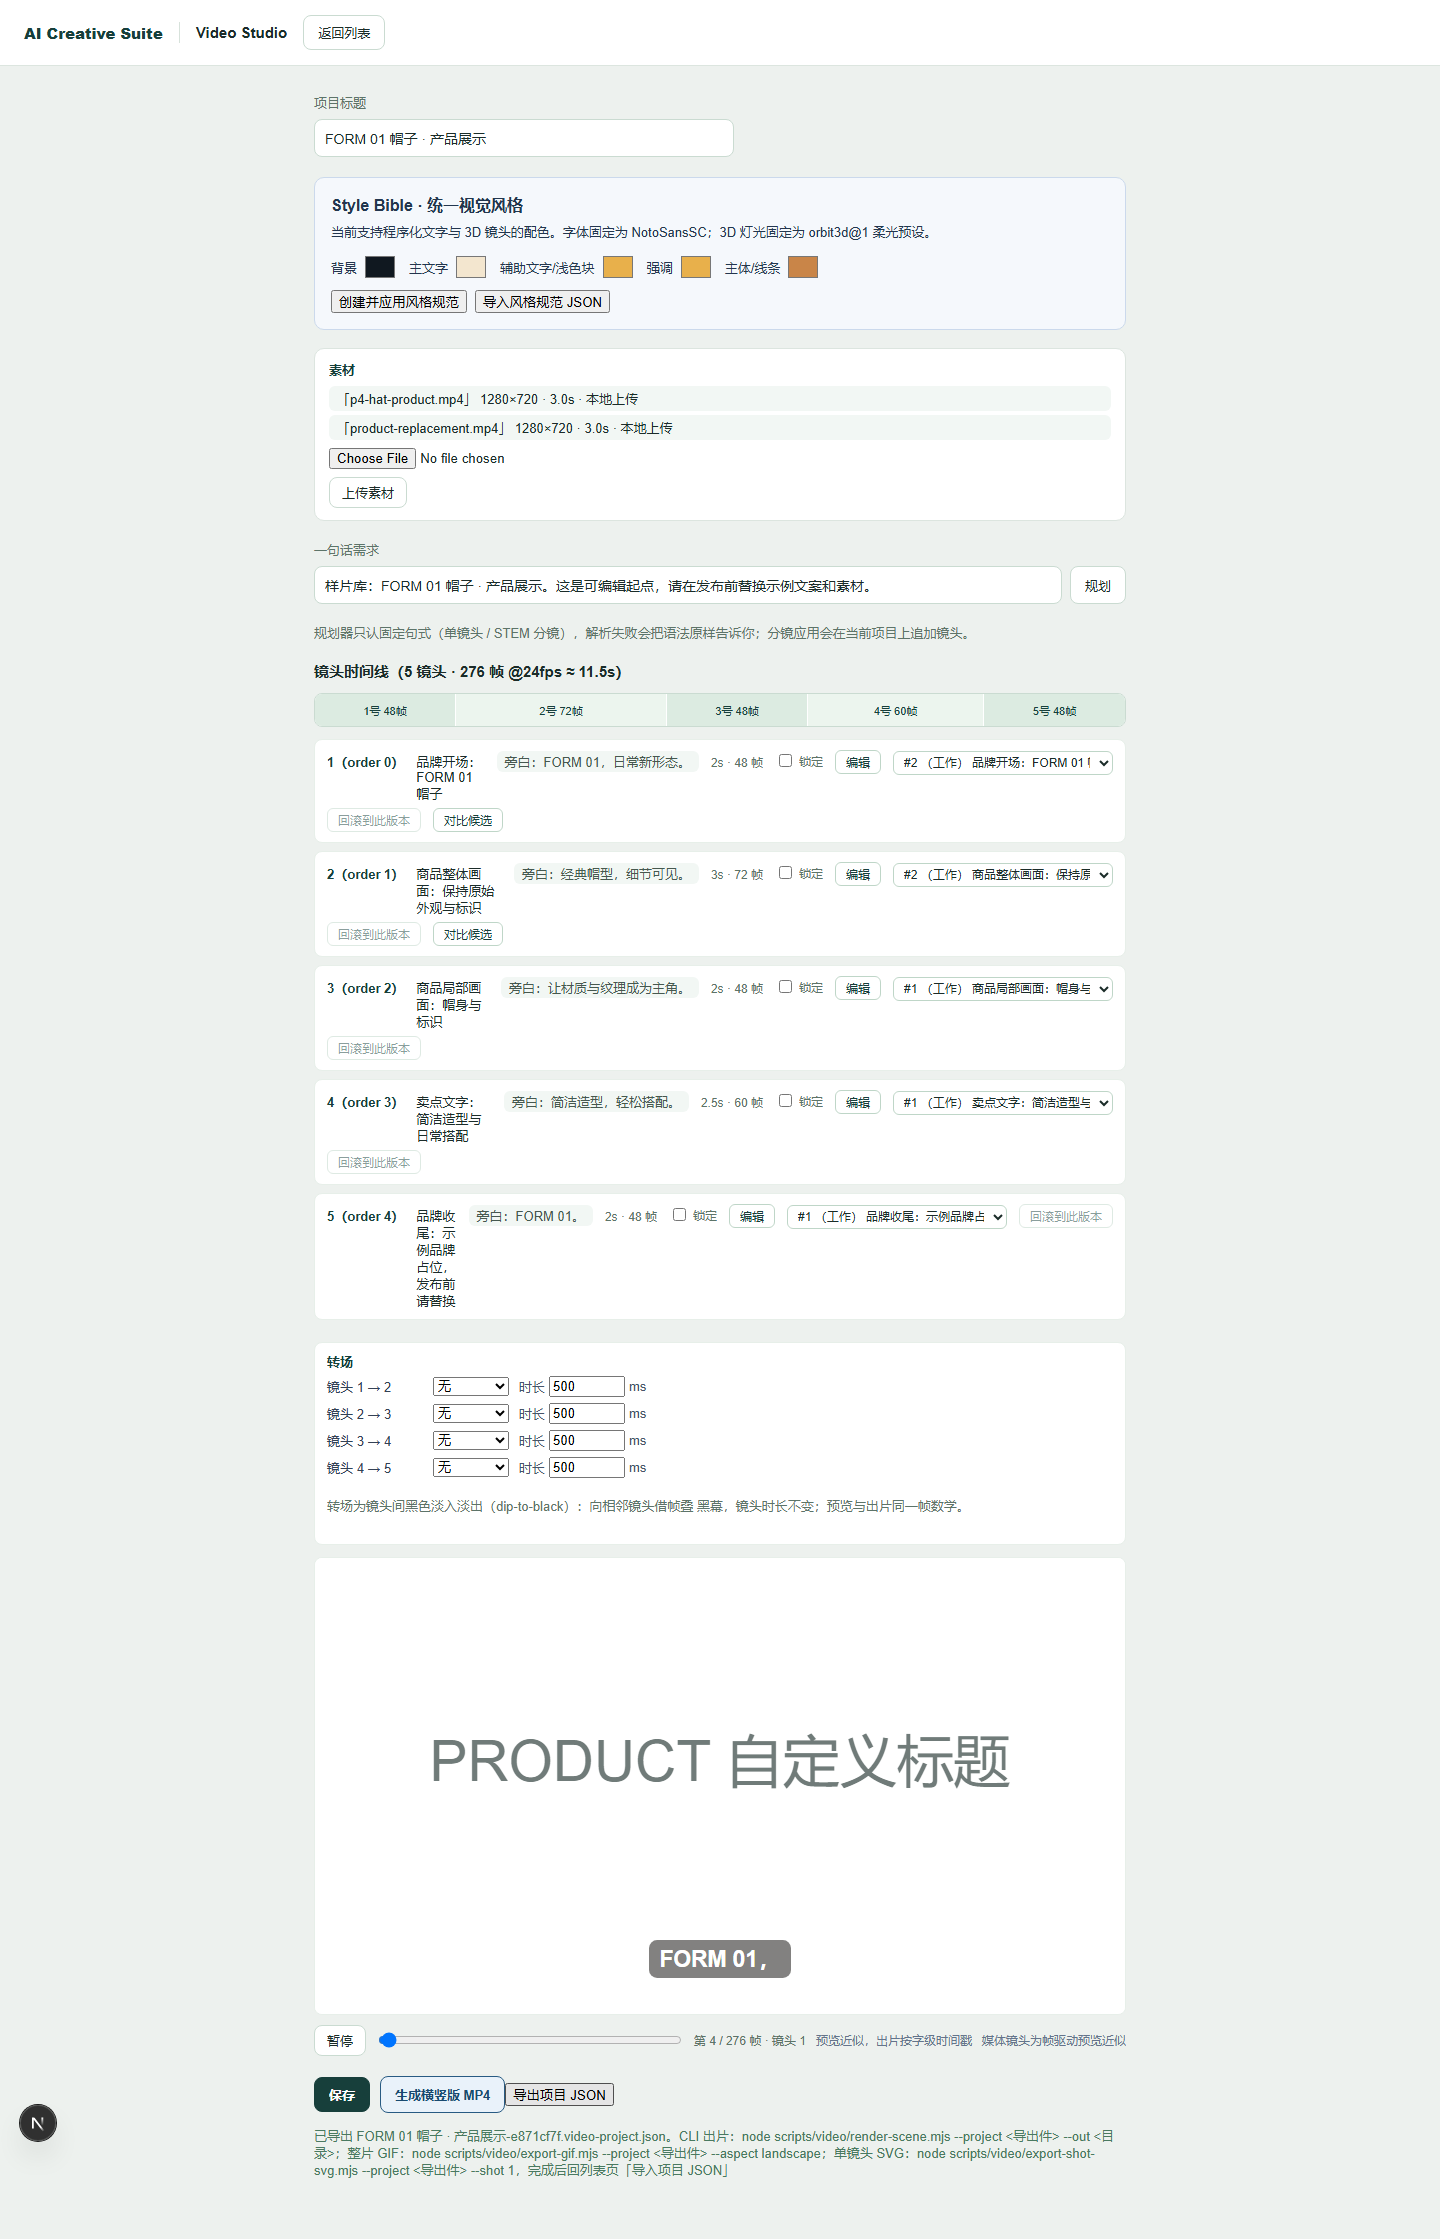 AI Creative Suite
Video Studio
返回列表
项目标题
FORM 01 帽子 · 产品展示
Style Bible · 统一视觉风格
当前支持程序化文字与 3D 镜头的配色。字体固定为 NotoSansSC；3D 灯光固定为 orbit3d@1 柔光预设。
背景 主文字 辅助文字/浅色块 强调 主体/线条
创建并应用风格规范 导入风格规范 JSON
素材
「p4-hat-product.mp4」 1280×720 · 3.0s · 本地上传
「product-replacement.mp4」 1280×720 · 3.0s · 本地上传
Choose File No file chosen
上传素材
一句话需求
样片库：FORM 01 帽子 · 产品展示。这是可编辑起点，请在发布前替换示例文案和素材。
规划
规划器只认固定句式（单镜头 / STEM 分镜），解析失败会把语法原样告诉你；分镜应用会在当前项目上追加镜头。
镜头时间线（5 镜头 · 276 帧 @24fps ≈ 11.5s）
1号 48帧 2号 72帧 3号 48帧 4号 60帧 5号 48帧
1（order 0） 品牌开场： 旁白：FORM 01，日常新形态。 2s · 48 帧 锁定 编辑 #2 （工作） 品牌开场：FORM 01
FORM 01
帽子
回滚到此版本 对比候选
2（order 1） 商品整体画 旁白：经典帽型，细节可见。 3s · 72 帧 锁定 编辑 #2 （工作） 商品整体画面：保持原
面：保持原始
外观与标识
回滚到此版本 对比候选
3（order 2） 商品局部画 旁白：让材质与纹理成为主角。 2s · 48 帧 锁定 编辑 #1 （工作） 商品局部画面：帽身与
面：帽身与
标识
回滚到此版本
4（order 3） 卖点文字： 旁白：简洁造型，轻松搭配。 2.5s · 60 帧 锁定 编辑 #1 （工作） 卖点文字：简洁造型与
简洁造型与
日常搭配
回滚到此版本
5（order 4） 品牌收 旁白：FORM 01。 2s · 48 帧 锁定 编辑 #1 （工作） 品牌收尾：示例品牌占 回滚到此版本
尾：示
例品牌
占位，
发布前
请替换
转场
镜头 1 → 2 无 时长 500 ms
镜头 2 → 3 无 时长 500 ms
镜头 3 → 4 无 时长 500 ms
镜头 4 → 5 无 时长 500 ms
转场为镜头间黑色淡入淡出（dip-to-black）：向相邻镜头借帧叠 黑幕，镜头时长不变；预览与出片同一帧数学。
PRODUCT 自定义标题
FORM 01，
暂停 第 4 / 276 帧 · 镜头 1 预览近似，出片按字级时间戳 媒体镜头为帧驱动预览近似
保存 生成横竖版 MP4 导出项目 JSON
已导出 FORM 01 帽子 · 产品展示-e871cf7f.video-project.json。CLI 出片：node scripts/video/render-scene.mjs --project <导出件> --out <目
录>；整片 GIF：node scripts/video/export-gif.mjs --project <导出件> --aspect landscape；单镜头 SVG：node scripts/video/export-shot-
svg.mjs --project <导出件> --shot 1，完成后回列表页「导入项目 JSON」
N